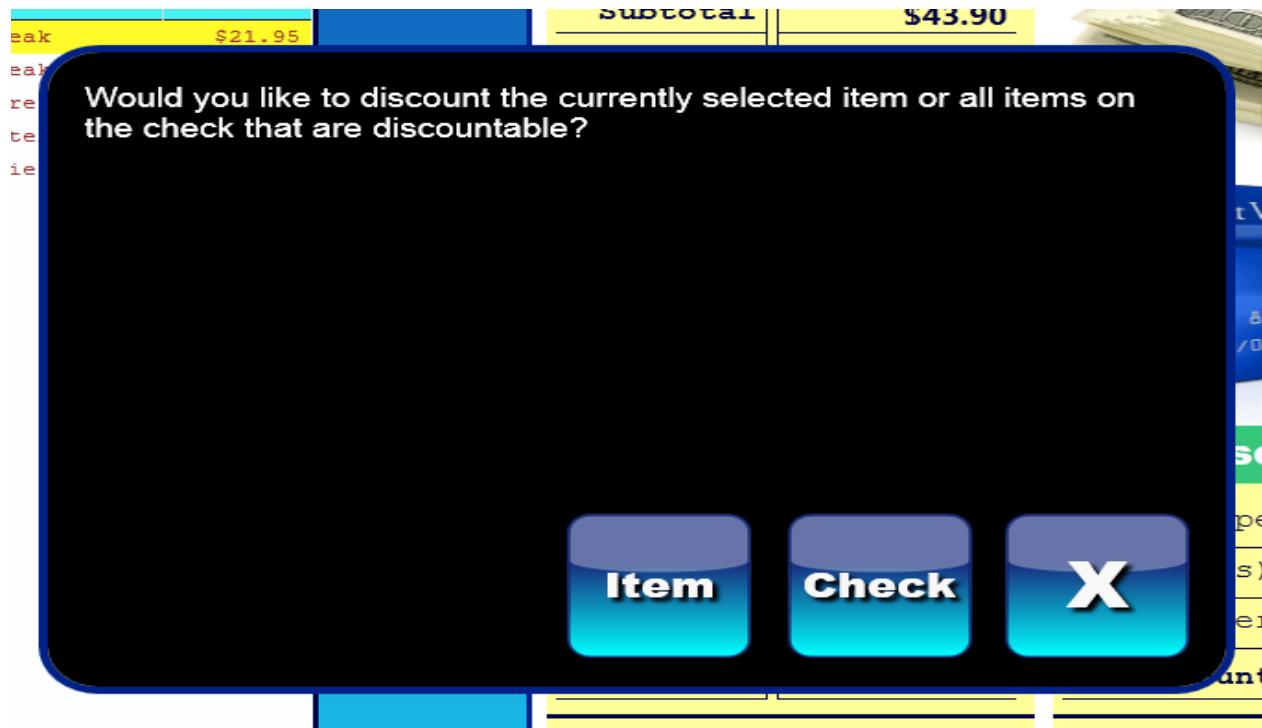 Subtotal $43.90
$21.95
Would you like to discount the currently selected item or all items on
the check that are discountable?
Item Check X